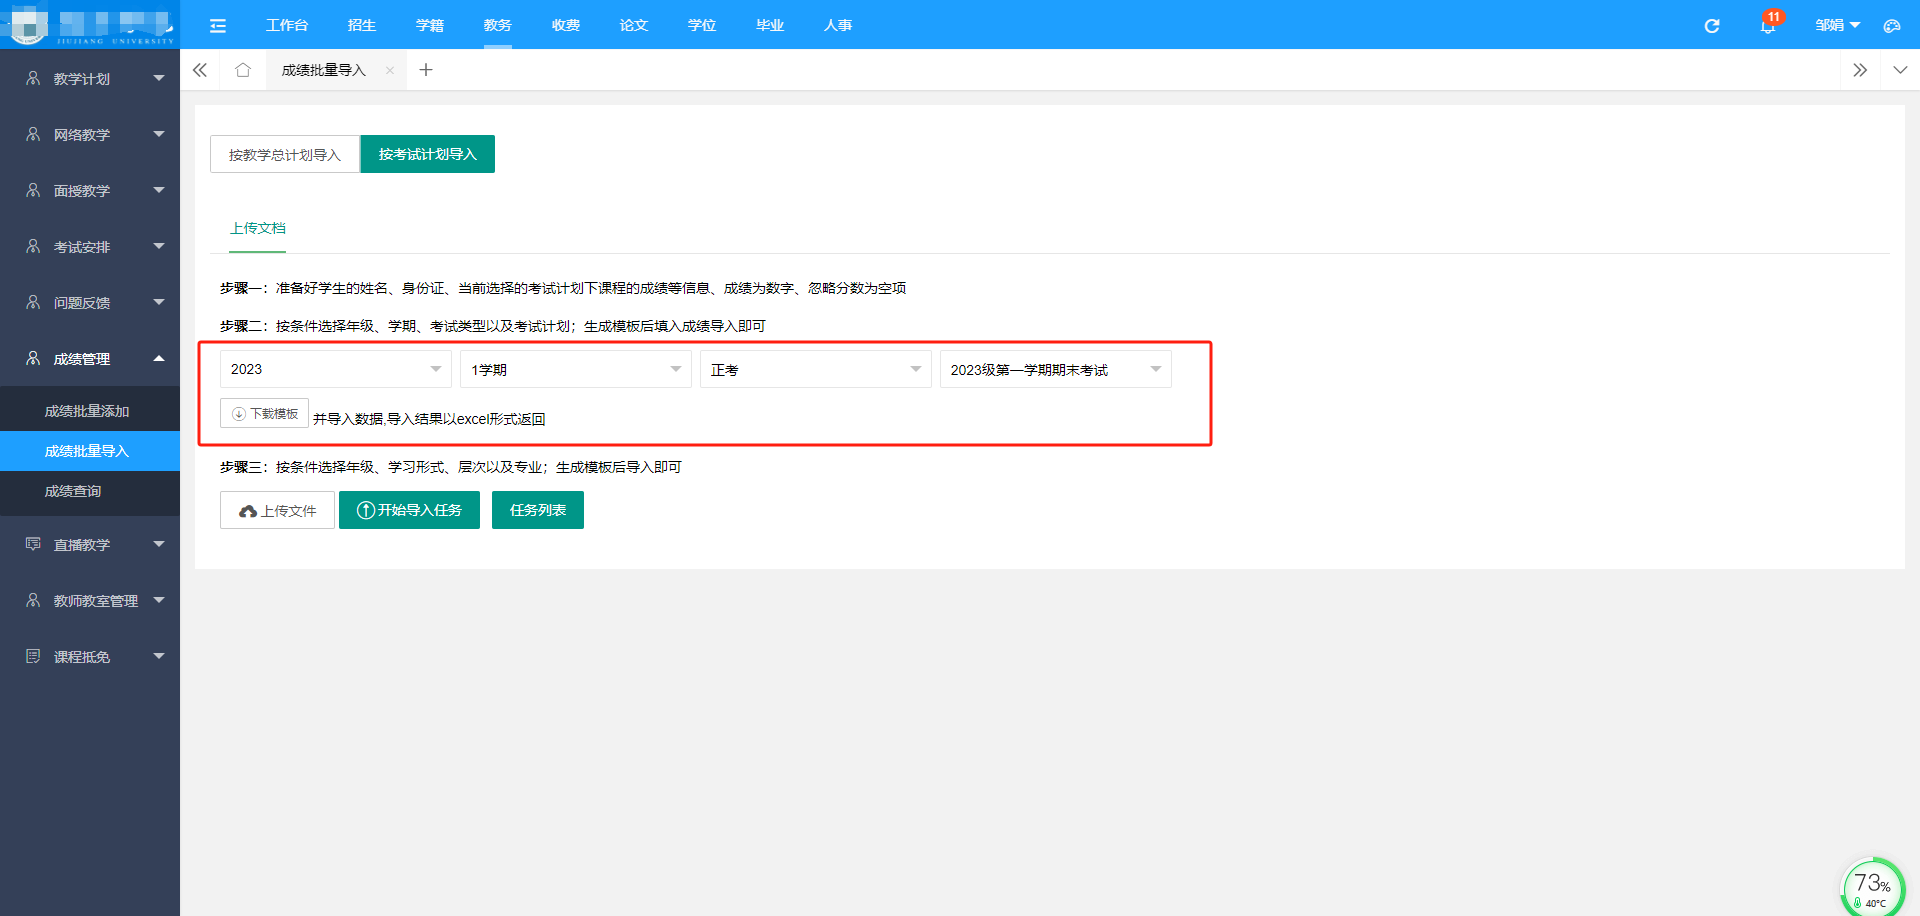 JIUJIANG UNIVERSITY
工作台
招生
学籍
教务
收费
论文
学位
毕业
人事
11
邹娟
教学计划
网络教学
面授教学
考试安排
问题反馈
成绩管理
成绩批量添加
成绩批量导入
成绩查询
直播教学
教师教室管理
课程抵免
成绩批量导入
按教学总计划导入
按考试计划导入
上传文档
步骤一：准备好学生的姓名、身份证、当前选择的考试计划下课程的成绩等信息、成绩为数字、忽略分数为空项
步骤二：按条件选择年级、学期、考试类型以及考试计划；生成模板后填入成绩导入即可
2023
1学期
正考
2023级第一学期期末考试
下载模板 并导入数据,导入结果以excel形式返回
步骤三：按条件选择年级、学习形式、层次以及专业；生成模板后导入即可
上传文件
开始导入任务
任务列表
73%
40°C